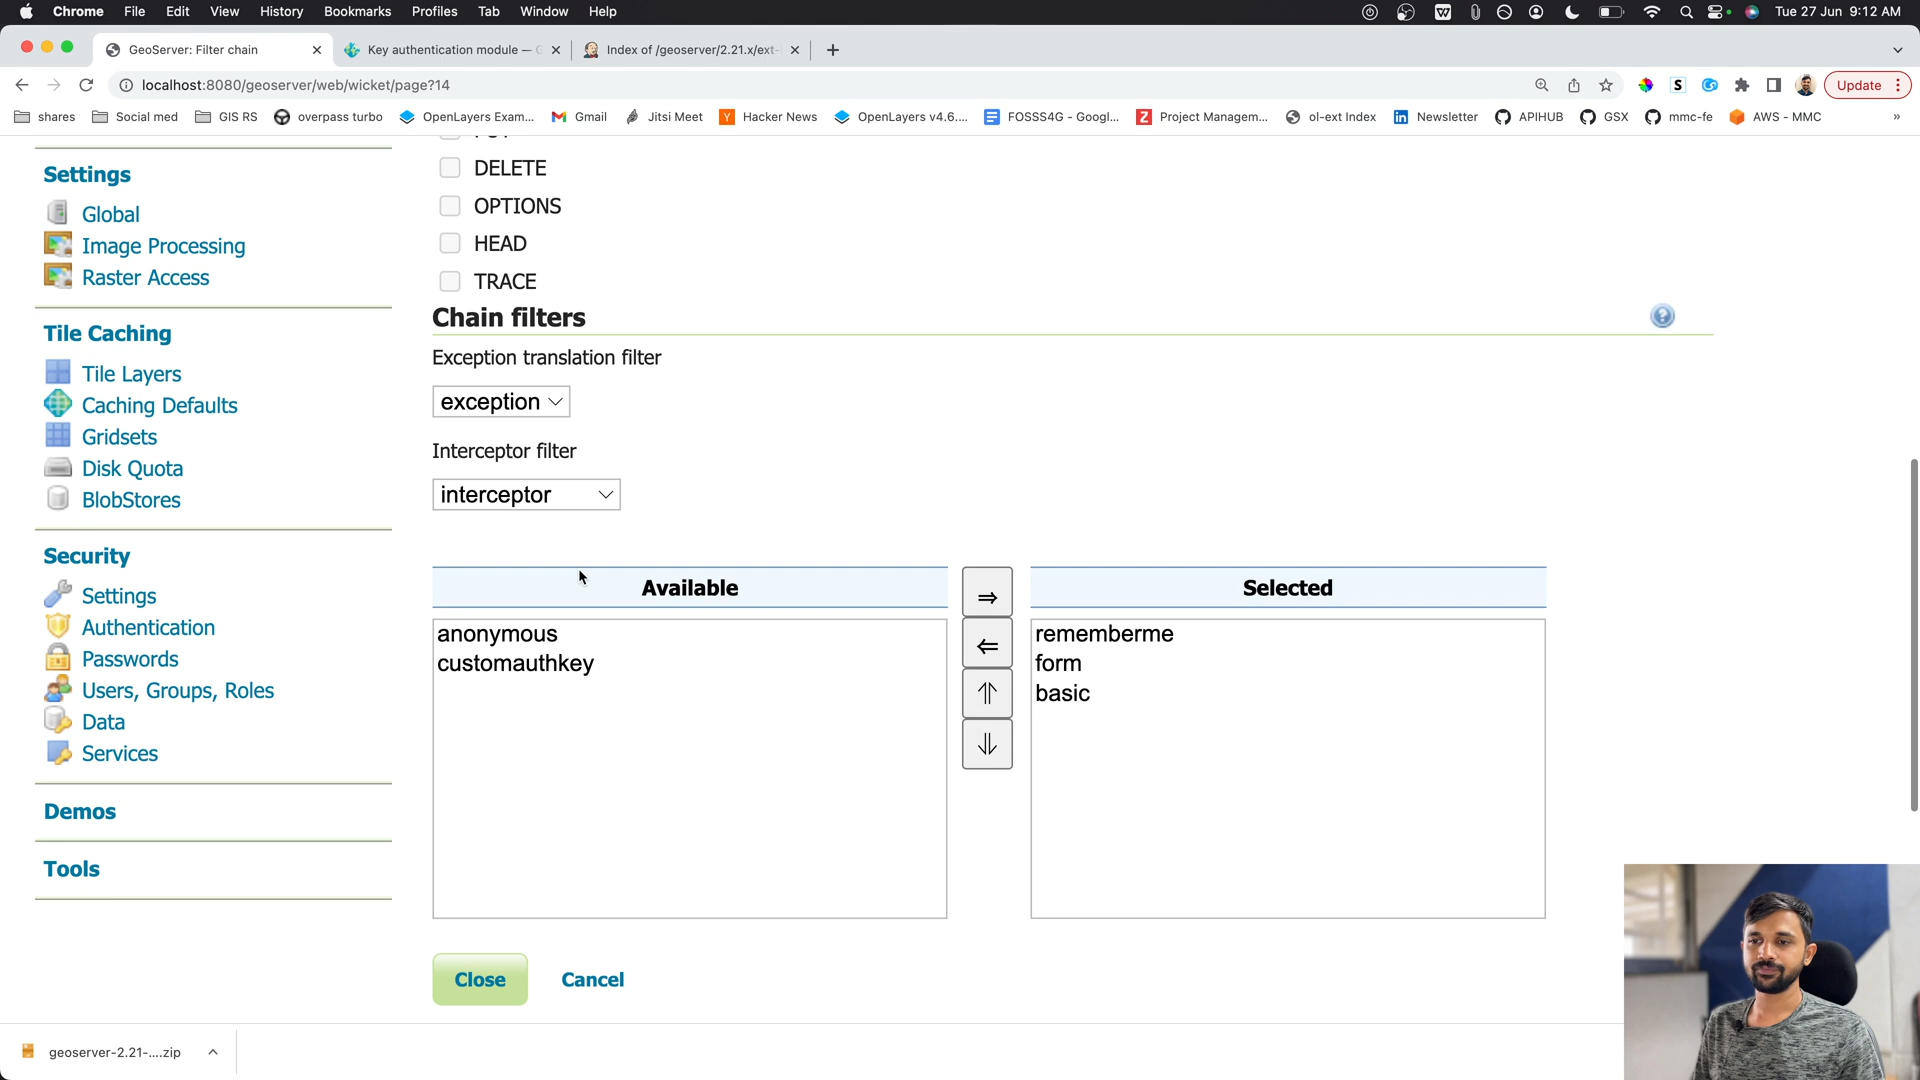 Chrome File Edit View History Bookmarks Profiles Tab Window Help Tue 27 Jun 9:12 AM
GeoServer: Filter chain Key authentication module — Index of /geoserver/2.21.x/ext-
localhost:8080/geoserver/web/wicket/page?14 Update
shares Social med GIS RS overpass turbo OpenLayers Exam... Gmail Jitsi Meet Hacker News OpenLayers v4.6.... FOSSS4G - Googl... Project Managem... ol-ext Index Newsletter APIHUB GSX mmc-fe AWS - MMC »
Settings
Global
Image Processing
Raster Access
Tile Caching
Tile Layers
Caching Defaults
Gridsets
Disk Quota
BlobStores
Security
Settings
Authentication
Passwords
Users, Groups, Roles
Data
Services
Demos
Tools
DELETE
OPTIONS
HEAD
TRACE
Chain filters
Exception translation filter
exception
Interceptor filter
interceptor
Available
anonymous
customauthkey
Selected
rememberme
form
basic
Close Cancel
geoserver-2.21-....zip